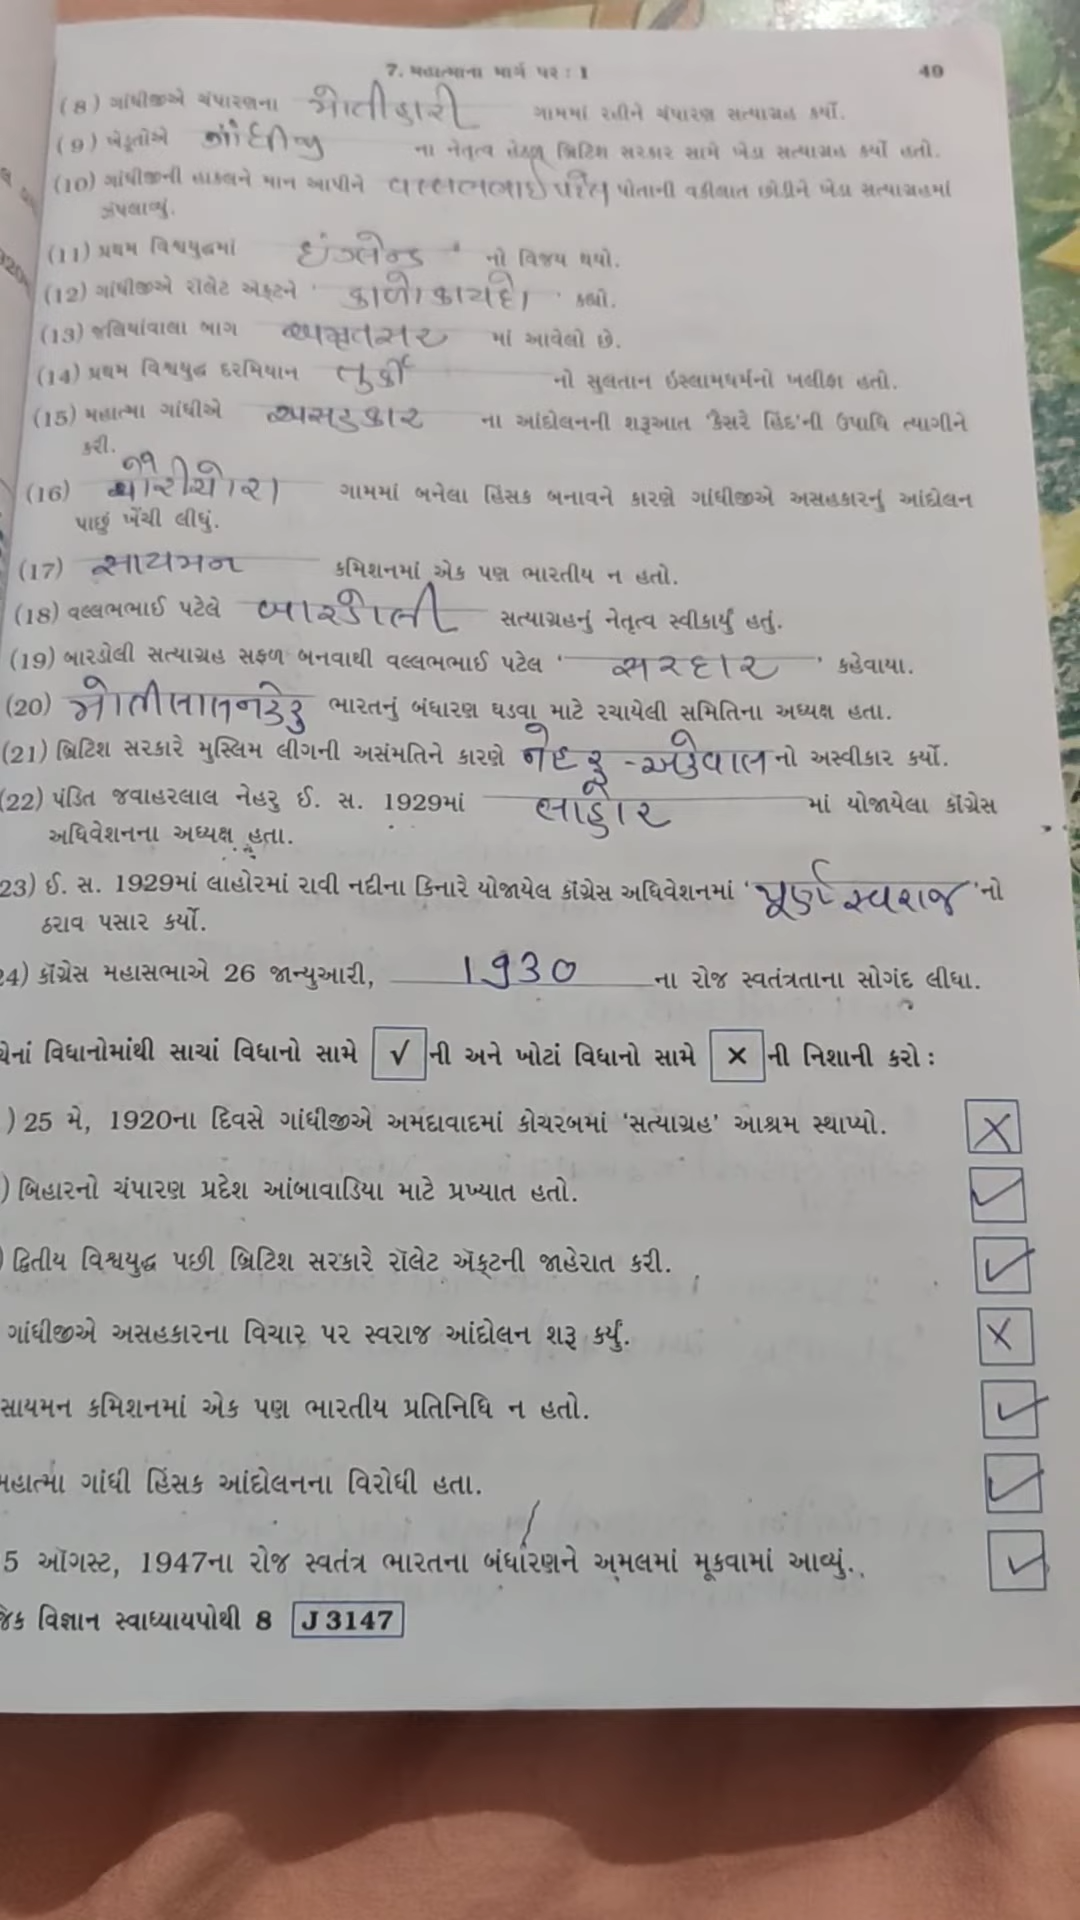 7. મહાત્માના માર્ગ પર : I 49
(8) ગાંધીજીએ ચંપારણના મોતીહારી ગામમાં રહીને ચંપારણ સત્યાગ્રહ કર્યો.
(9) ખેડૂતોએ ગાંધીજી ના નેતૃત્વ હેઠળ બ્રિટિશ સરકાર સામે ખેડા સત્યાગ્રહ કર્યો હતો.
(10) ગાંધીજીની હાકલને માન આપીને વલ્લભભાઈ પટેલ પોતાની વકીલાત છોડીને ખેડા સત્યાગ્રહમાં
ઝંપલાવ્યું.
(11) પ્રથમ વિશ્વયુદ્ધમાં ઇંગ્લેન્ડ નો વિજય થયો.
(12) ગાંધીજીએ રૉલેટ ઍક્ટને 'કાળો કાયદો' કહ્યો.
(13) જલિયાંવાલા બાગ અમૃતસર માં આવેલો છે.
(14) પ્રથમ વિશ્વયુદ્ધ દરમિયાન તુર્કી નો સુલતાન ઇસ્લામધર્મનો ખલીફા હતો.
(15) મહાત્મા ગાંધીએ અસહકાર ના આંદોલનની શરૂઆત 'કૈસરે હિંદ'ની ઉપાધિ ત્યાગીને
કરી.
(16) ચૌરીચૌરા ગામમાં બનેલા હિંસક બનાવને કારણે ગાંધીજીએ અસહકારનું આંદોલન
પાછું ખેંચી લીધું.
(17) સાયમન કમિશનમાં એક પણ ભારતીય ન હતો.
(18) વલ્લભભાઈ પટેલે બારડોલી સત્યાગ્રહનું નેતૃત્વ સ્વીકાર્યું હતું.
(19) બારડોલી સત્યાગ્રહ સફળ બનવાથી વલ્લભભાઈ પટેલ 'સરદાર' કહેવાયા.
(20) મોતીલાલ નહેરુ ભારતનું બંધારણ ઘડવા માટે રચાયેલી સમિતિના અધ્યક્ષ હતા.
(21) બ્રિટિશ સરકારે મુસ્લિમ લીગની અસંમતિને કારણે નેહરૂ-અહેવાલ નો અસ્વીકાર કર્યો.
(22) પંડિત જવાહરલાલ નેહરુ ઈ. સ. 1929માં લાહોર માં યોજાયેલા કૉંગ્રેસ
અધિવેશનના અધ્યક્ષ હતા.
23) ઈ. સ. 1929માં લાહોરમાં રાવી નદીના કિનારે યોજાયેલ કૉંગ્રેસ અધિવેશનમાં 'પૂર્ણ સ્વરાજ'નો
ઠરાવ પસાર કર્યો.
24) કૉંગ્રેસ મહાસભાએ 26 જાન્યુઆરી, 1930 ના રોજ સ્વતંત્રતાના સોગંદ લીધા.
વિધાનોમાંથી સાચાં વિધાનો સામે √ ની અને ખોટાં વિધાનો સામે × ની નિશાની કરો :
) 25 મે, 1920ના દિવસે ગાંધીજીએ અમદાવાદમાં કોચરબમાં 'સત્યાગ્રહ' આશ્રમ સ્થાપ્યો. ×
) બિહારનો ચંપારણ પ્રદેશ આંબાવાડિયા માટે પ્રખ્યાત હતો. ✓
) દ્વિતીય વિશ્વયુદ્ધ પછી બ્રિટિશ સરકારે રૉલેટ ઍક્ટની જાહેરાત કરી. ✓
ગાંધીજીએ અસહકારના વિચાર પર સ્વરાજ આંદોલન શરૂ કર્યું. ×
સાયમન કમિશનમાં એક પણ ભારતીય પ્રતિનિધિ ન હતો. ✓
મહાત્મા ગાંધી હિંસક આંદોલનના વિરોધી હતા. ✓
5 ઑગસ્ટ, 1947ના રોજ સ્વતંત્ર ભારતના બંધારણને અમલમાં મૂકવામાં આવ્યું. ✓
વિજ્ઞાન સ્વાધ્યાયપોથી 8 J 3147